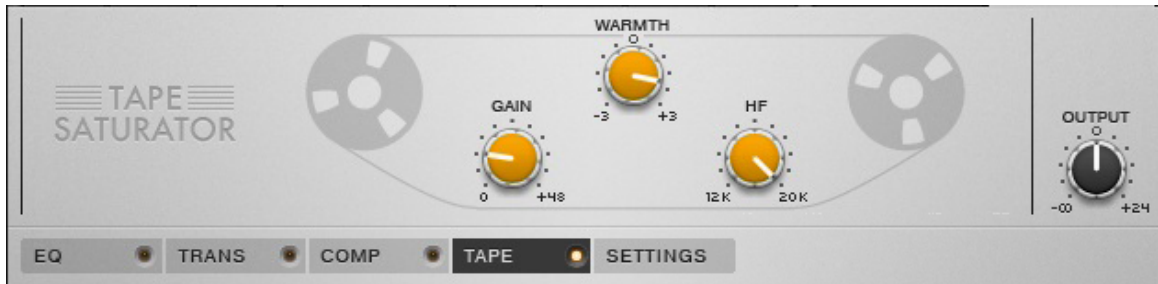 WARMTH
0
-3 +3
GAIN
0 +48
HF
12K 20K
TAPE
SATURATOR
OUTPUT
0
-∞ +24
EQ TRANS COMP TAPE SETTINGS